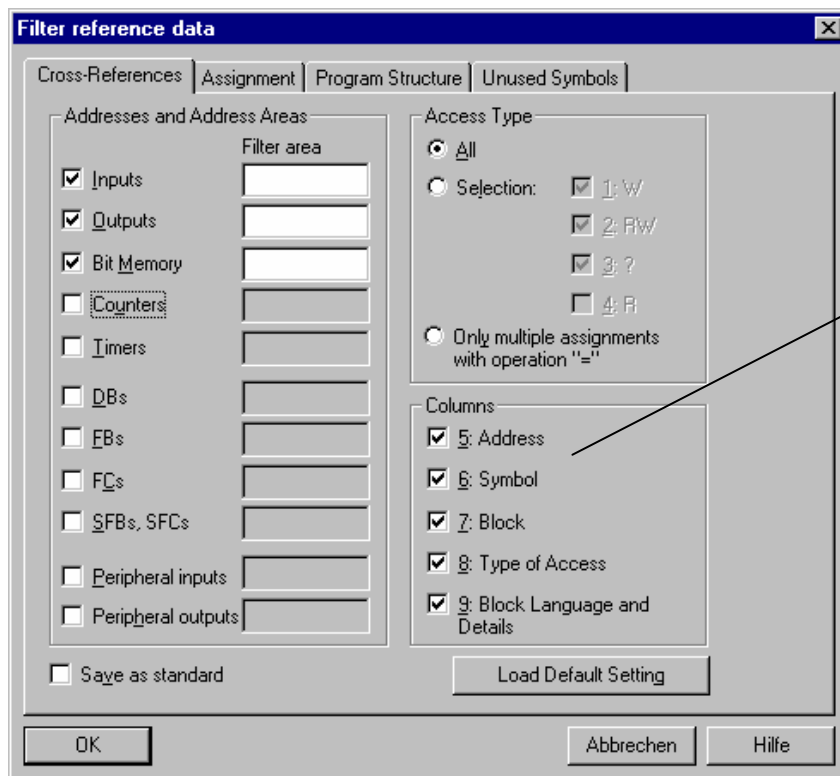 Filter reference data
Cross-References
Assignment
Program Structure
Unused Symbols
Addresses and Address Areas
Filter area
Inputs
Outputs
Bit Memory
Counters
Timers
DBs
FBs
FCs
SFBs, SFCs
Peripheral inputs
Peripheral outputs
Access Type
All
Selection:
1: W
2: RW
3: ?
4: R
Only multiple assignments
with operation "="
Columns
5: Address
6: Symbol
7: Block
8: Type of Access
9: Block Language and
Details
Save as standard
Load Default Setting
OK
Abbrechen
Hilfe